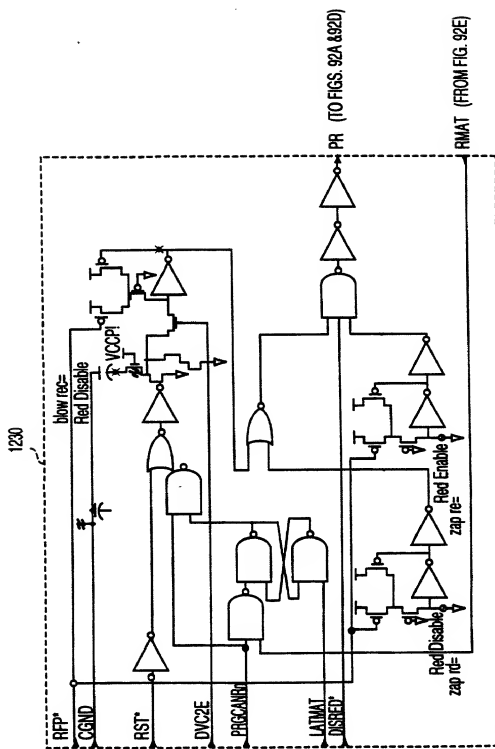 1230
RFP*
CGND
RST*
DVC2E
PRGCANRn
LATMAT
DISRED*
blow rec=
Red Disable
VCCP!
Red Disable
zap rd=
Red Enable
zap re=
PR (TO FIGS. 92A &92D)
RMAT (FROM FIG. 92E)